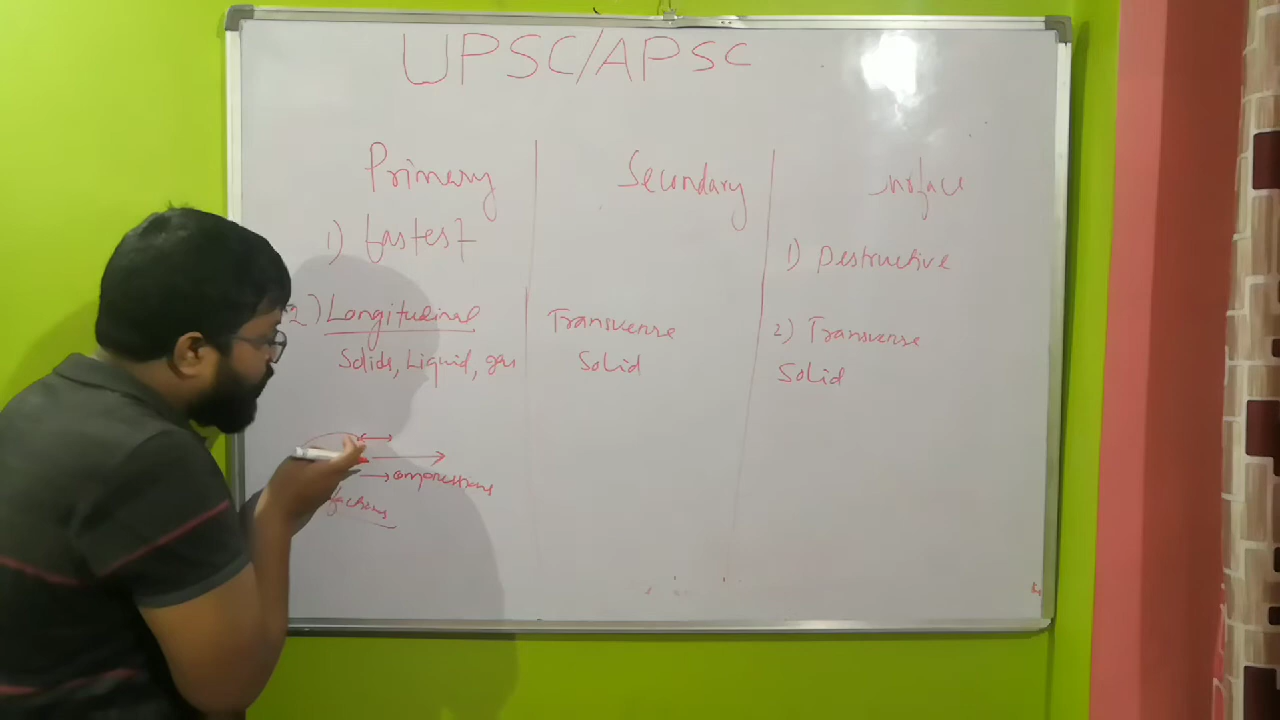 UPSC/APSC
Primary
1) fastest
2) Longitudinal
Solids, Liquid, gas
compressions
Secondary
Transverse
Solid
1) Destructive
2) Transverse
Solid